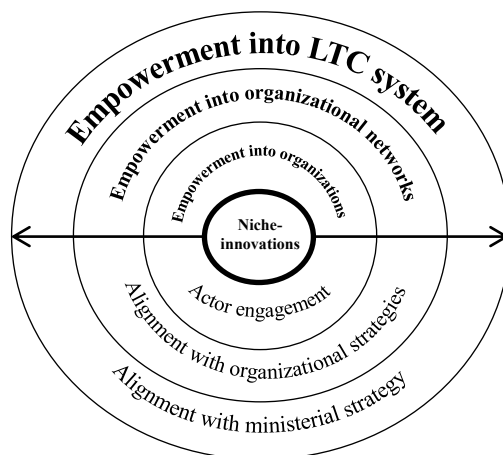 Empowerment into LTC system
Empowerment into organizational networks
Empowerment into organizations
Niche-
innovations
Actor engagement
Alignment with organizational strategies
Alignment with ministerial strategy